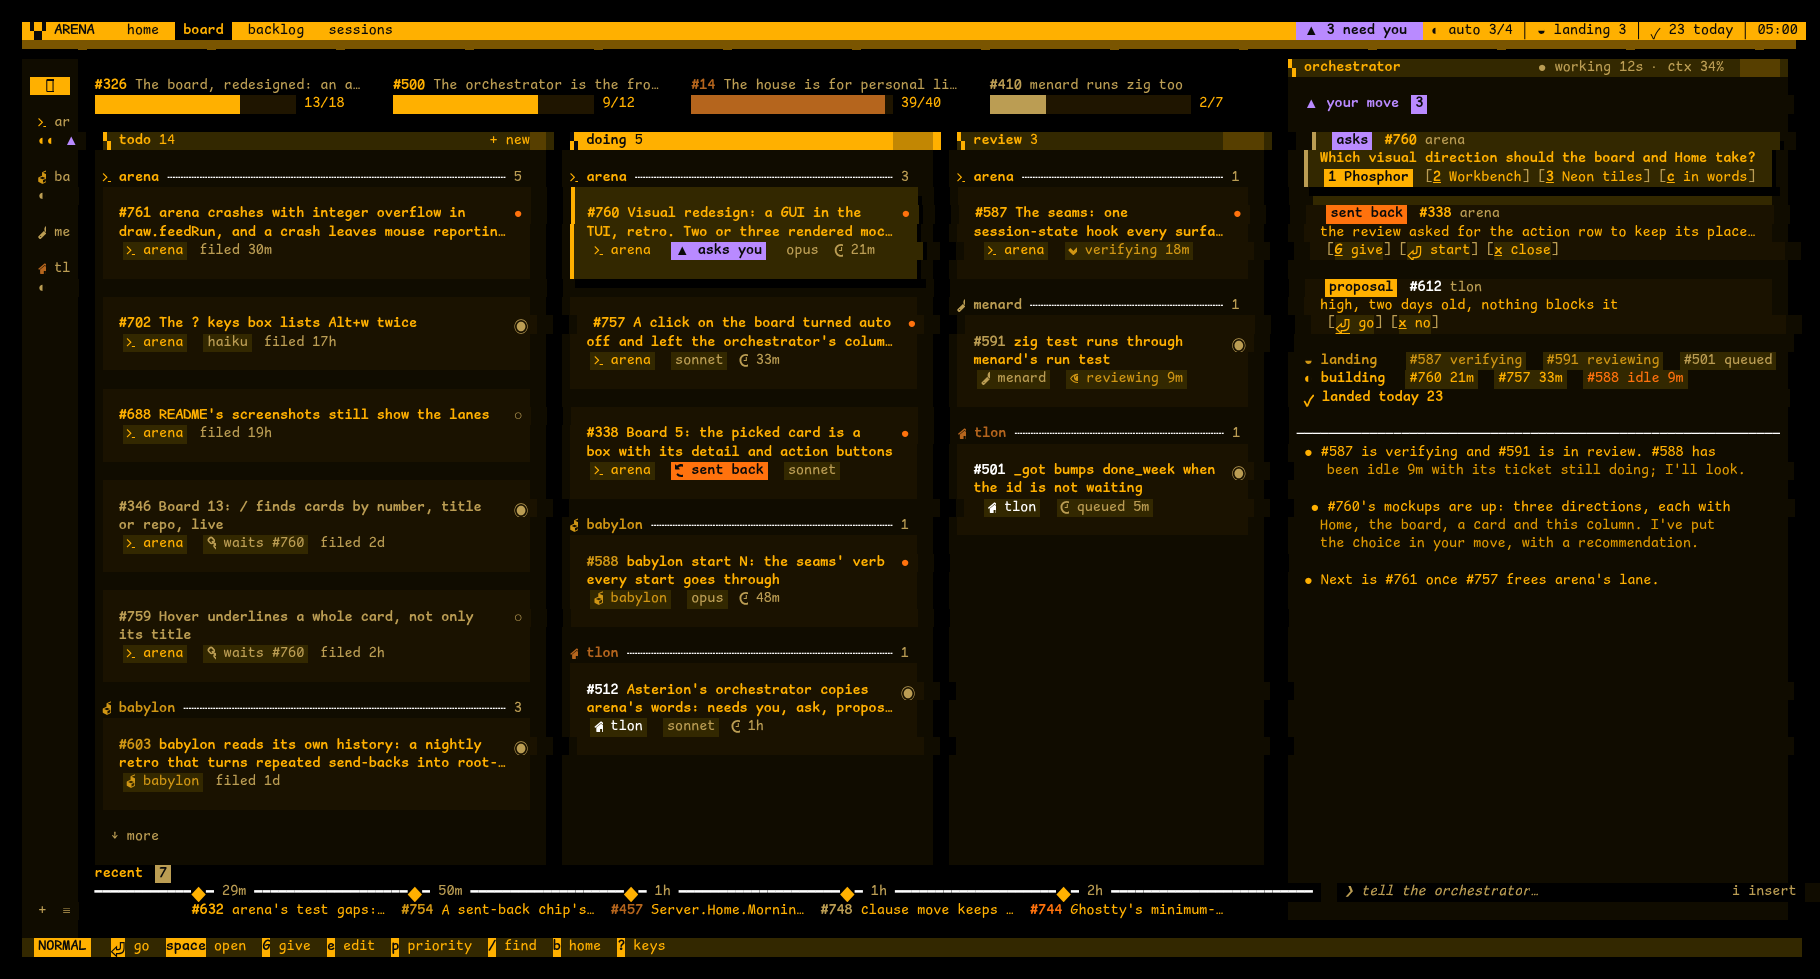 ARENA home board backlog sessions ▲ 3 need you auto 3/4 landing 3 ✓ 23 today 05:00
#326 The board, redesigned: an a…
13/18
#500 The orchestrator is the fro…
9/12
#14 The house is for personal li…
39/40
#410 menard runs zig too
2/7
ar
▲
ba
me
tl
+ ≡
todo 14 + new
arena 5
#761 arena crashes with integer overflow in
draw.feedRun, and a crash leaves mouse reportin…
arena filed 30m
#702 The ? keys box lists Alt+w twice
arena haiku filed 17h
#688 README's screenshots still show the lanes
arena filed 19h
#346 Board 13: / finds cards by number, title
or repo, live
arena waits #760 filed 2d
#759 Hover underlines a whole card, not only
its title
arena waits #760 filed 2h
babylon 3
#603 babylon reads its own history: a nightly
retro that turns repeated send-backs into root-…
babylon filed 1d
↓ more
doing 5
arena 3
#760 Visual redesign: a GUI in the
TUI, retro. Two or three rendered moc…
arena ▲ asks you opus 21m
#757 A click on the board turned auto
off and left the orchestrator's colum…
arena sonnet 33m
#338 Board 5: the picked card is a
box with its detail and action buttons
arena sent back sonnet
babylon 1
#588 babylon start N: the seams' verb
every start goes through
babylon opus 48m
tlon 1
#512 Asterion's orchestrator copies
arena's words: needs you, ask, propos…
tlon sonnet 1h
review 3
arena 1
#587 The seams: one
session-state hook every surfa…
arena verifying 18m
menard 1
#591 zig test runs through
menard's run test
menard reviewing 9m
tlon 1
#501 _got bumps done_week when
the id is not waiting
tlon queued 5m
orchestrator ● working 12s · ctx 34%
▲ your move 3
asks #760 arena
Which visual direction should the board and Home take?
1 Phosphor [2 Workbench] [3 Neon tiles] [c in words]
sent back #338 arena
the review asked for the action row to keep its place…
[G give] [⏎ start] [x close]
proposal #612 tlon
high, two days old, nothing blocks it
[⏎ go] [x no]
landing #587 verifying #591 reviewing #501 queued
building #760 21m #757 33m #588 idle 9m
✓ landed today 23
● #587 is verifying and #591 is in review. #588 has
been idle 9m with its ticket still doing; I'll look.
● #760's mockups are up: three directions, each with
Home, the board, a card and this column. I've put
the choice in your move, with a recommendation.
● Next is #761 once #757 frees arena's lane.
recent 7
29m 50m 1h 1h 2h
#632 arena's test gaps:… #754 A sent-back chip's… #457 Server.Home.Mornin… #748 clause move keeps … #744 Ghostty's minimum-…
❯ tell the orchestrator… i insert
NORMAL ⏎ go space open G give e edit p priority / find b home ? keys